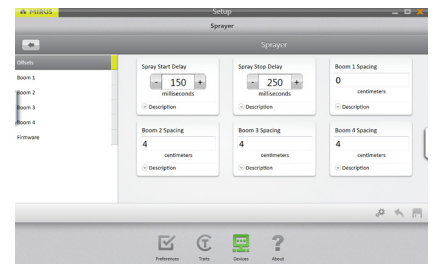 MIRUS
Setup
Sprayer
Sprayer
Offsets
Boom 1
Boom 2
Boom 3
Boom 4
Firmware
Spray Start Delay
- 150 +
milliseconds
Description
Spray Stop Delay
- 250 +
milliseconds
Description
Boom 1 Spacing
0
centimeters
Description
Boom 2 Spacing
4
centimeters
Description
Boom 3 Spacing
4
centimeters
Description
Boom 4 Spacing
4
centimeters
Description
Preferences
Traits
Devices
About